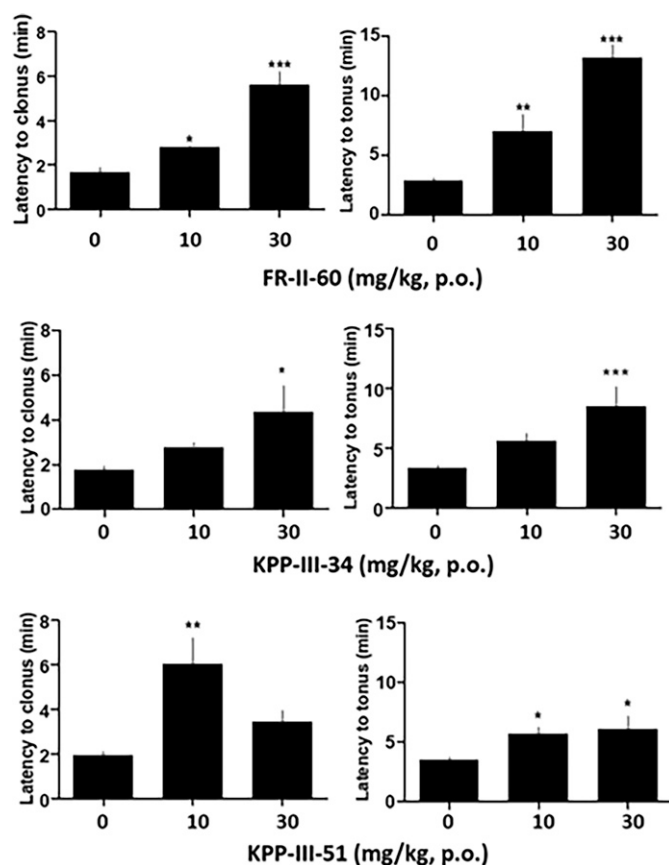 Latency to clonus (min)
8
6
4
2
0
*
***
0 10 30
Latency to tonus (min)
15
10
5
0
**
***
0 10 30
FR-II-60 (mg/kg, p.o.)
Latency to clonus (min)
8
6
4
2
0
*
0 10 30
Latency to tonus (min)
15
10
5
0
***
0 10 30
KPP-III-34 (mg/kg, p.o.)
Latency to clonus (min)
8
6
4
2
0
**
0 10 30
Latency to tonus (min)
15
10
5
0
*
*
0 10 30
KPP-III-51 (mg/kg, p.o.)